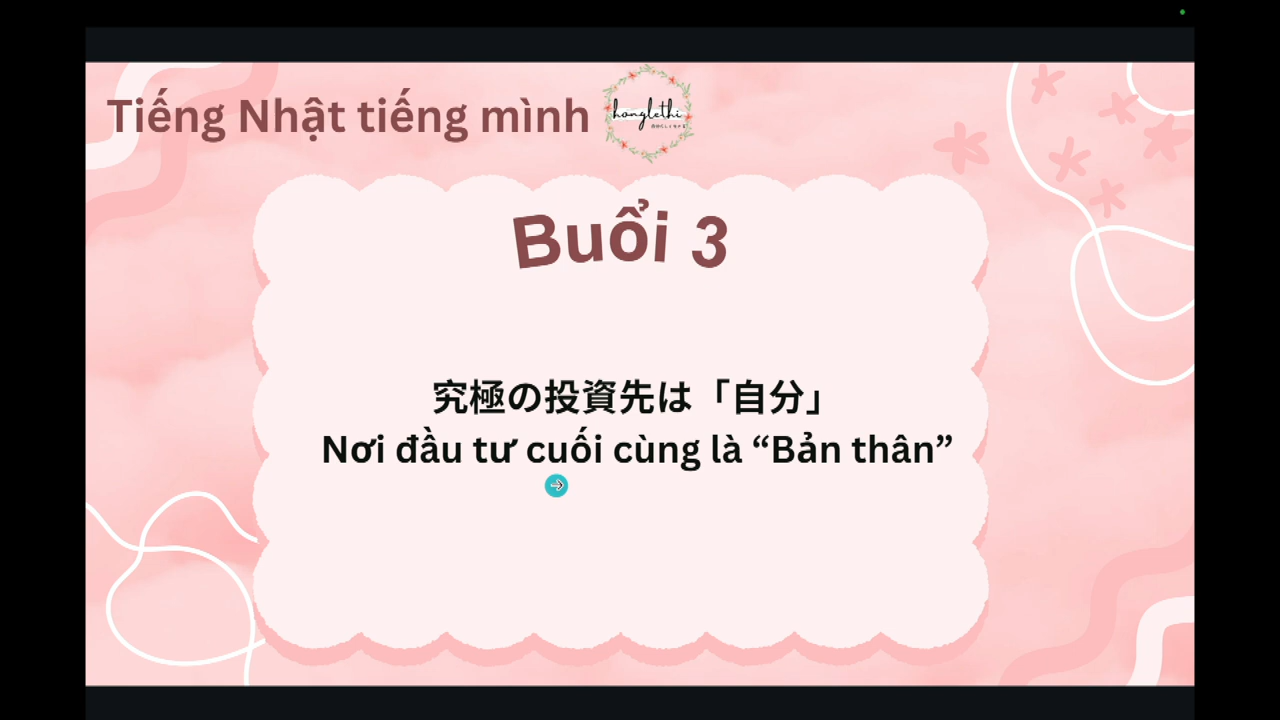 Tiếng Nhật tiếng mình
honglethi
Buổi 3
究極の投資先は「自分」
Nơi đầu tư cuối cùng là “Bản thân”